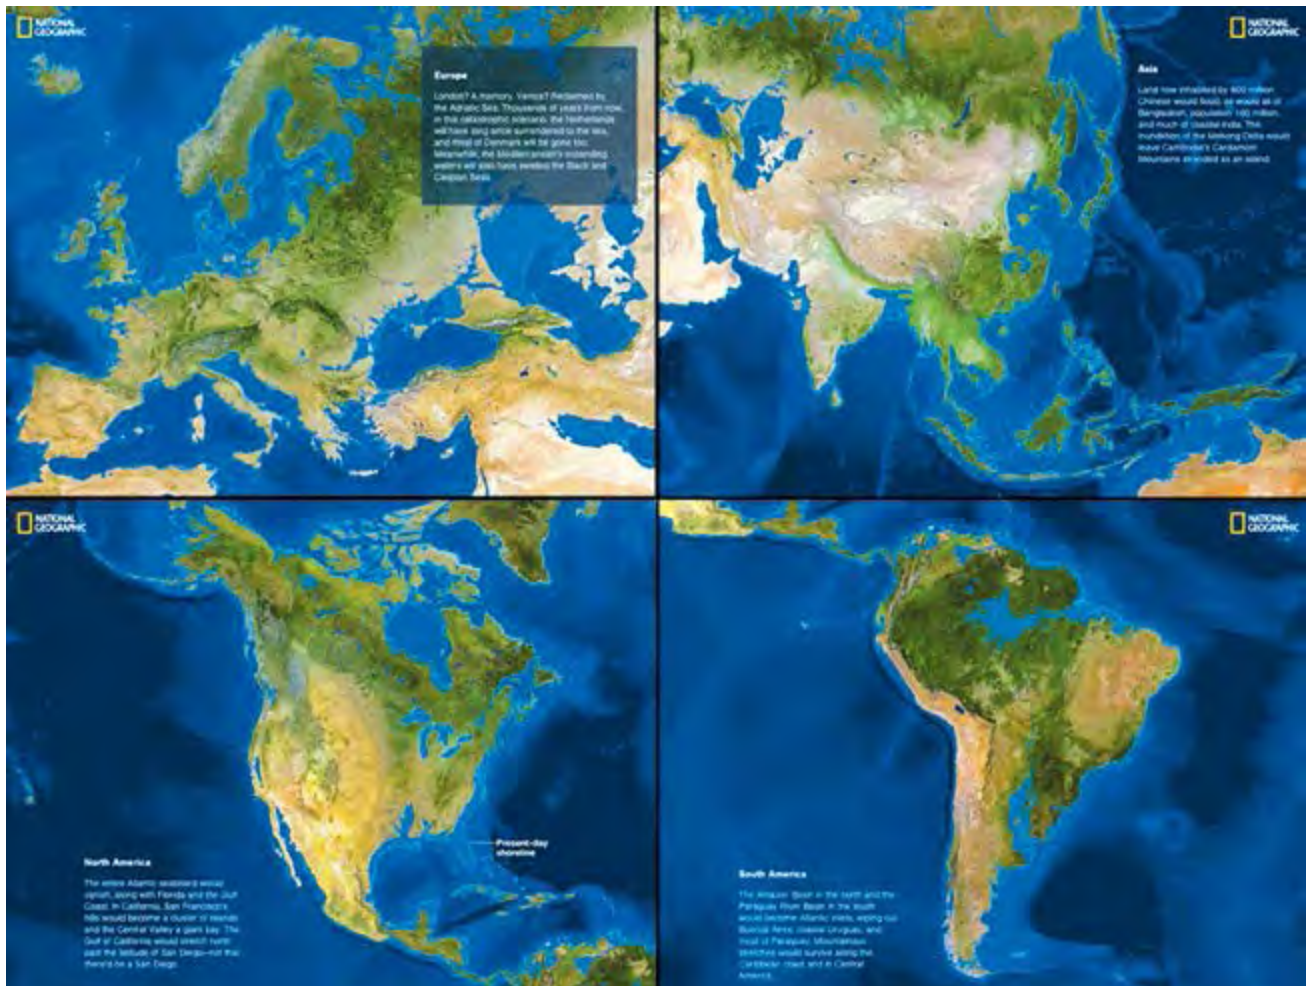 NATIONAL
GEOGRAPHIC
Europe
London? A memory. Venice? Reclaimed by
the Adriatic Sea. Thousands of years from now,
in this catastrophic scenario, the Netherlands
will have long since surrendered to the sea,
and most of Denmark will be gone too.
Meanwhile, the Mediterranean's expanding
waters will also have swelled the Black and
Caspian Seas.
NATIONAL
GEOGRAPHIC
Asia
Land now inhabited by 600 million
Chinese would flood, as would all of
Bangladesh, population 160 million,
and much of coastal India. The
inundation of the Mekong Delta would
leave Cambodia's Cardamom
Mountains stranded as an island.
NATIONAL
GEOGRAPHIC
Present-day
shoreline
North America
The entire Atlantic seaboard would
vanish, along with Florida and the Gulf
Coast. In California, San Francisco's
hills would become a cluster of islands
and the Central Valley a giant bay. The
Gulf of California would stretch north
past the latitude of San Diego—not that
there'd be a San Diego.
NATIONAL
GEOGRAPHIC
South America
The Amazon Basin in the north and the
Paraguay River Basin in the south
would become Atlantic inlets, wiping out
Buenos Aires, coastal Uruguay, and
most of Paraguay. Mountainous
stretches would survive along the
Caribbean coast and in Central
America.